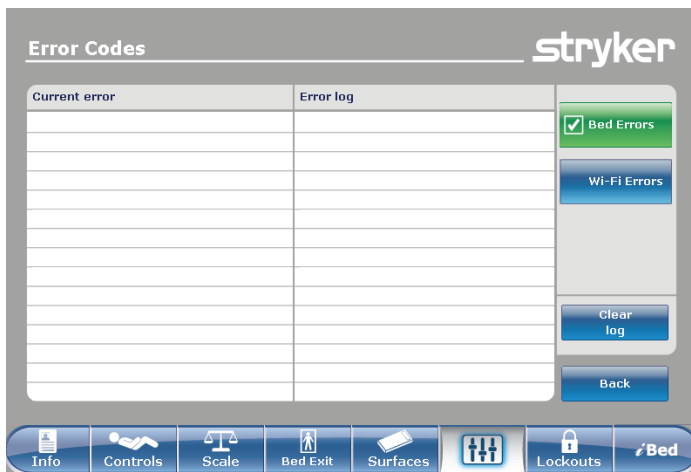 Error Codes
stryker
Current error
Error log
Bed Errors
Wi-Fi Errors
Clear
log
Back
Info
Controls
Scale
Bed Exit
Surfaces
Lockouts
iBed